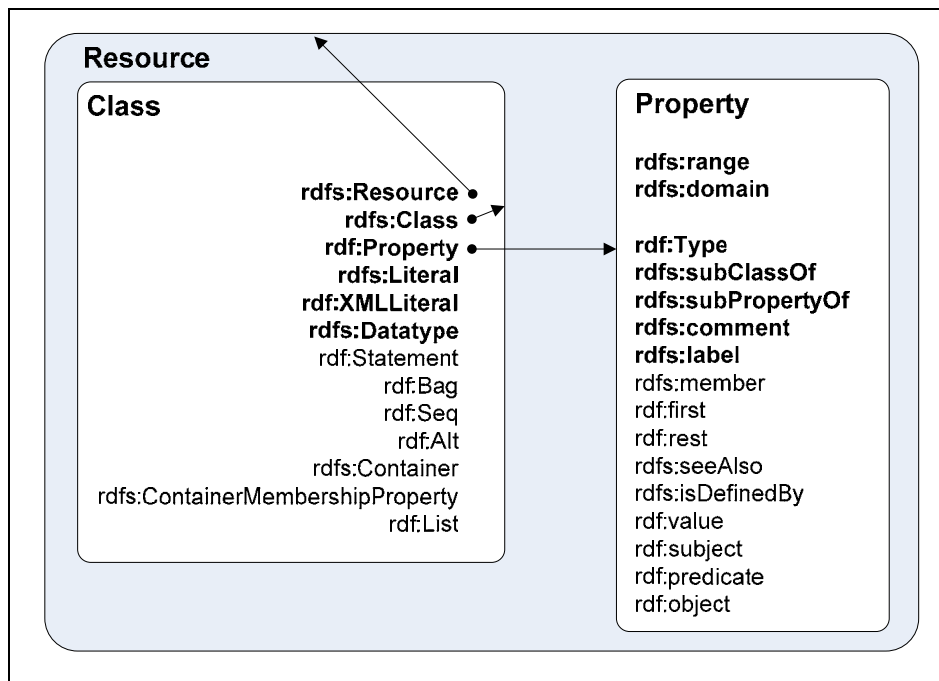 Resource
Class
rdfs:Resource
rdfs:Class
rdf:Property
rdfs:Literal
rdf:XMLLiteral
rdfs:Datatype
rdf:Statement
rdf:Bag
rdf:Seq
rdf:Alt
rdfs:Container
rdfs:ContainerMembershipProperty
rdf:List
Property
rdfs:range
rdfs:domain
rdf:Type
rdfs:subClassOf
rdfs:subPropertyOf
rdfs:comment
rdfs:label
rdfs:member
rdf:first
rdf:rest
rdfs:seeAlso
rdfs:isDefinedBy
rdf:value
rdf:subject
rdf:predicate
rdf:object